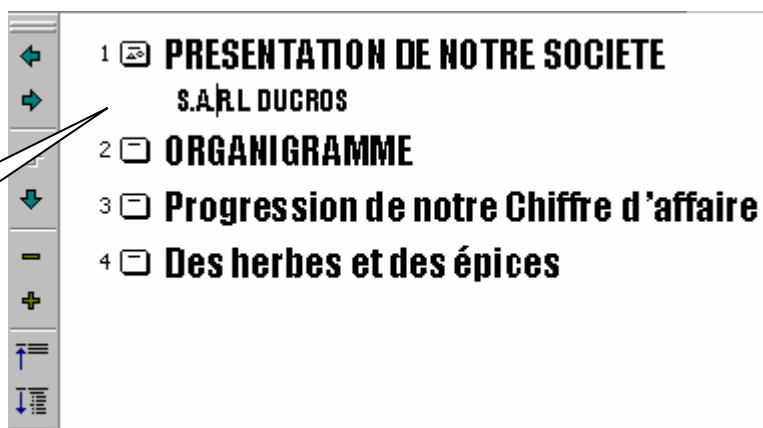 1 PRESENTATION DE NOTRE SOCIETE
S.A.R.L DUCROS
2 ORGANIGRAMME
3 Progression de notre Chiffre d'affaire
4 Des herbes et des épices